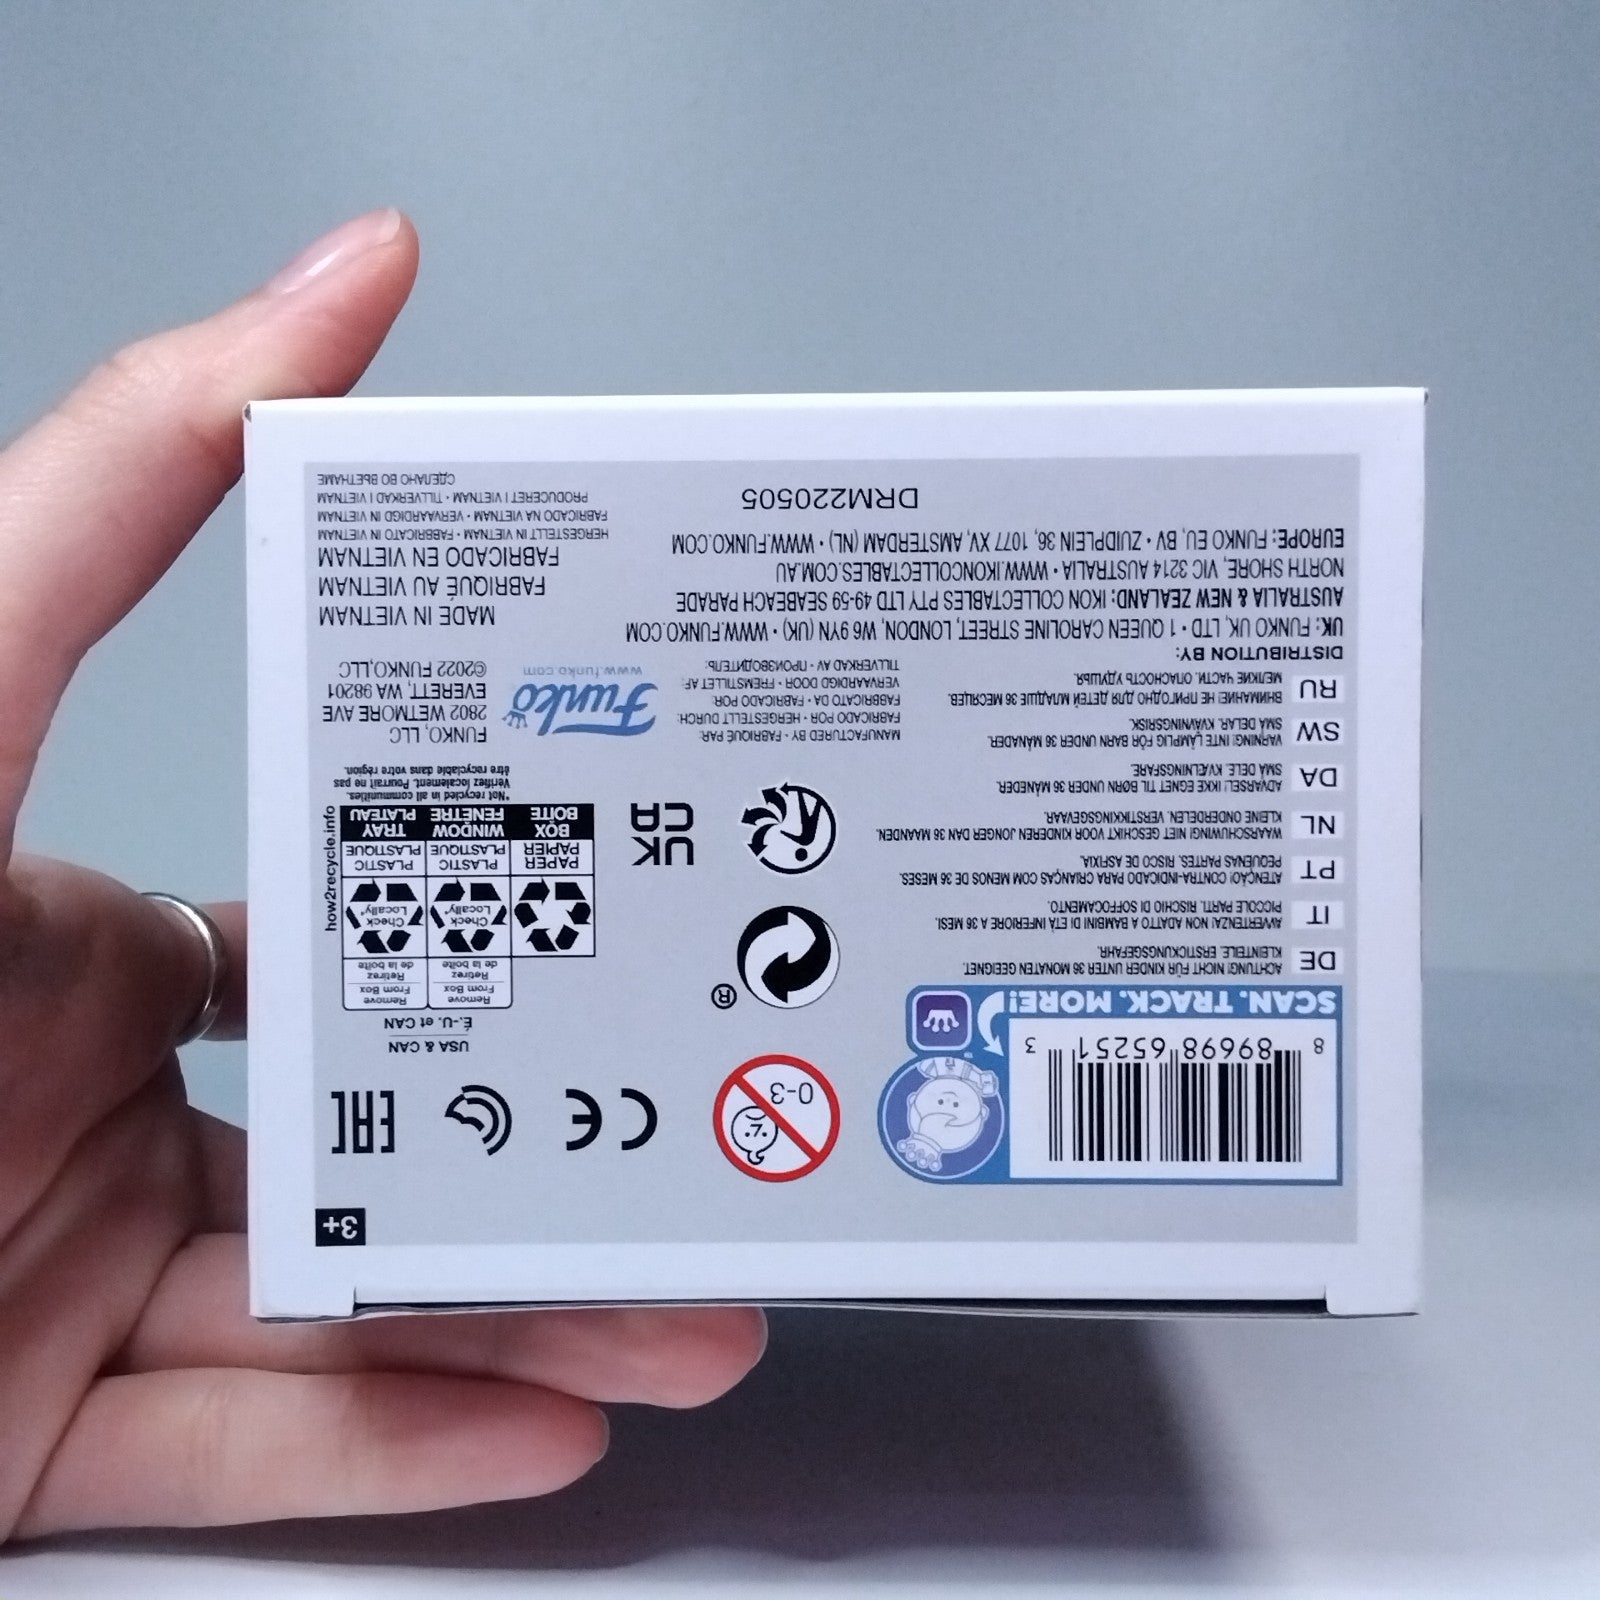 3+
8 89698 65251 3
SCAN. TRACK. MORE!
0-3
CE
EAC
USA & CAN
É.-U. et CAN
Remove From Box
Retirez de la boîte
Remove From Box
Retirez de la boîte
Check Locally*
Check Locally*
PAPER
PAPIER
PLASTIC
PLASTIQUE
PLASTIC
PLASTIQUE
BOX
BOÎTE
WINDOW
FENÊTRE
TRAY
PLATEAU
how2recycle.info
*Not recycled in all communities.
Vérifiez localement. Pourrait ne pas
être recyclable dans votre région.
®
UK
CA
DE
ACHTUNG! NICHT FÜR KINDER UNTER 36 MONATEN GEEIGNET.
KLEINTEILE. ERSTICKUNGSGEFAHR.
IT
AVVERTENZA! NON ADATTO A BAMBINI DI ETÀ INFERIORE A 36 MESI.
PICCOLE PARTI. RISCHIO DI SOFFOCAMENTO.
PT
ATENÇÃO! CONTRA-INDICADO PARA CRIANÇAS COM MENOS DE 36 MESES.
PEQUENAS PARTES. RISCO DE ASFIXIA.
NL
WAARSCHUWING! NIET GESCHIKT VOOR KINDEREN JONGER DAN 36 MAANDEN.
KLEINE ONDERDELEN. VERSTIKKINGSGEVAAR.
DA
ADVARSEL! IKKE EGNET TIL BØRN UNDER 36 MÅNEDER.
SMÅ DELE. KVÆLNINGSFARE.
SW
VARNING! INTE LÄMPLIG FÖR BARN UNDER 36 MÅNADER.
SMÅ DELAR. KVÄVNINGSRISK.
RU
ВНИМАНИЕ! НЕ ПРИГОДНО ДЛЯ ДЕТЕЙ МЛАДШЕ 36 МЕСЯЦЕВ.
МЕЛКИЕ ЧАСТИ. ОПАСНОСТЬ УДУШЬЯ.
MANUFACTURED BY • FABRIQUÉ PAR:
FABRICADO POR • HERGESTELLT DURCH:
FABBRICATO DA • FABRICADO POR:
VERVAARDIGD DOOR • FREMSTILLET AF:
TILLVERKAD AV • ПРОИЗВОДИТЕЛЬ:
Funko
www.funko.com
FUNKO, LLC
2802 WETMORE AVE
EVERETT, WA 98201
©2022 FUNKO,LLC
DISTRIBUTION BY:
UK: FUNKO UK, LTD • 1 QUEEN CAROLINE STREET, LONDON, W6 9YN (UK) • WWW.FUNKO.COM
AUSTRALIA & NEW ZEALAND: IKON COLLECTABLES PTY LTD 49-59 SEABEACH PARADE
NORTH SHORE, VIC 3214 AUSTRALIA • WWW.IKONCOLLECTABLES.COM.AU
EUROPE: FUNKO EU, BV • ZUIDPLEIN 36, 1077 XV, AMSTERDAM (NL) • WWW.FUNKO.COM
DRM220505
MADE IN VIETNAM
FABRIQUÉ AU VIETNAM
FABRICADO EN VIETNAM
HERGESTELLT IN VIETNAM • FABBRICATO IN VIETNAM
FABRICADO NA VIETNAM • VERVAARDIGD IN VIETNAM
PRODUCERET I VIETNAM • TILLVERKAD I VIETNAM
СДЕЛАНО ВО ВЬЕТНАМЕ